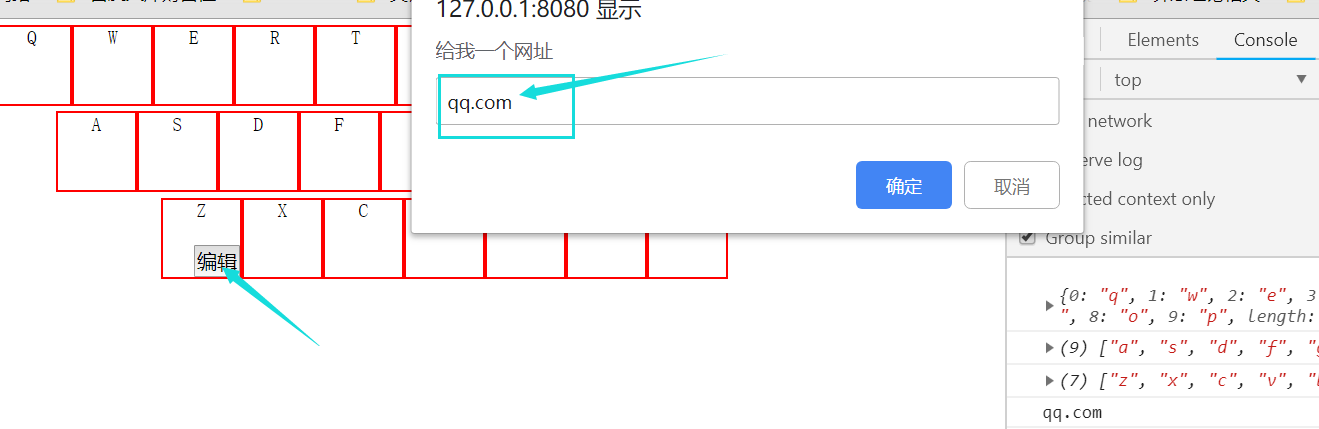 127.0.0.1:8080 显示
给我一个网址
qq.com
确定
取消
Q W E R T
A S D F
Z X C
编辑
Elements Console
top
network
erve log
cted context only
Group similar
{0: "q", 1: "w", 2: "e", 3
", 8: "o", 9: "p", length:
(9) ["a", "s", "d", "f", "g
(7) ["z", "x", "c", "v", "b
qq.com